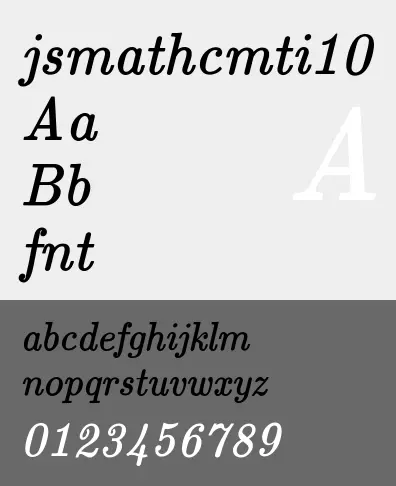 jsmathcmti10
Aa
A
Bb
fnt
abcdefghijklm
nopqrstuvwxyz
0123456789